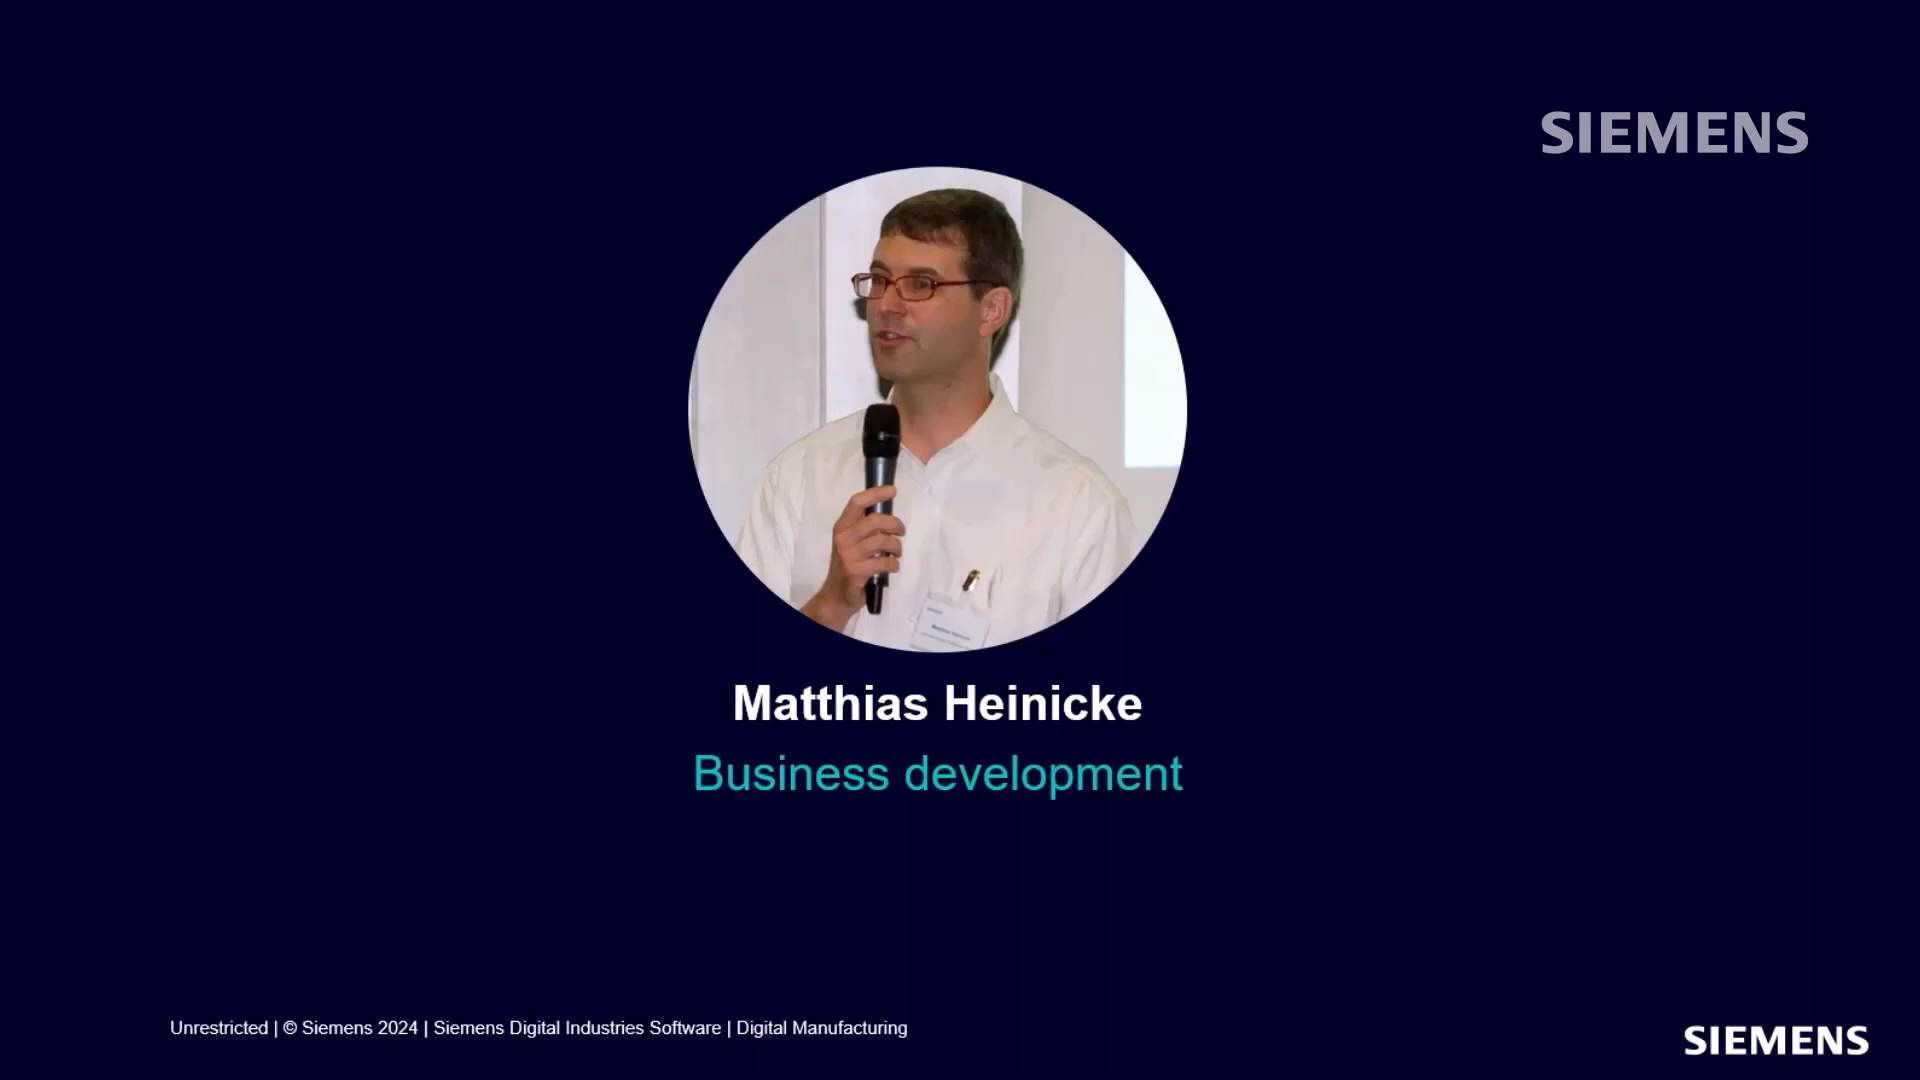 SIEMENS
Matthias Heinicke
Business development
Unrestricted | © Siemens 2024 | Siemens Digital Industries Software | Digital Manufacturing
SIEMENS